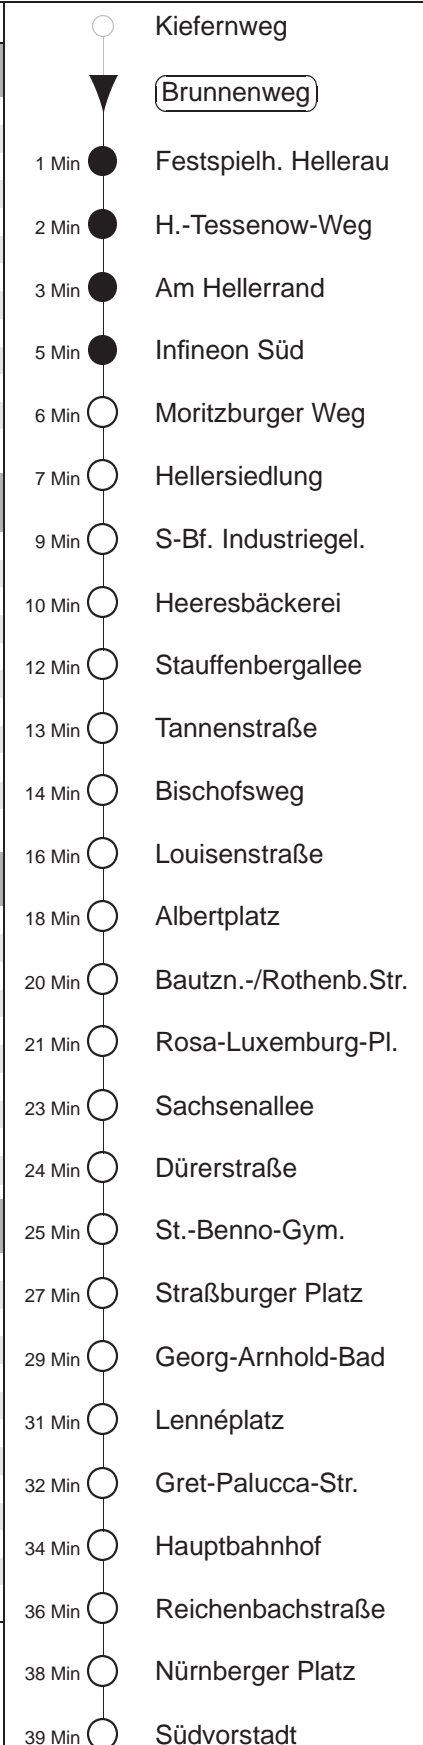 Kiefernweg
Brunnenweg
1 Min Festspielh. Hellerau
2 Min H.-Tessenow-Weg
3 Min Am Hellerrand
5 Min Infineon Süd
6 Min Moritzburger Weg
7 Min Hellersiedlung
9 Min S-Bf. Industriegel.
10 Min Heeresbäckerei
12 Min Stauffenbergallee
13 Min Tannenstraße
14 Min Bischofsweg
16 Min Louisenstraße
18 Min Albertplatz
20 Min Bautzn.-/Rothenb.Str.
21 Min Rosa-Luxemburg-Pl.
23 Min Sachsenallee
24 Min Dürerstraße
25 Min St.-Benno-Gym.
27 Min Straßburger Platz
29 Min Georg-Arnhold-Bad
31 Min Lennéplatz
32 Min Gret-Palucca-Str.
34 Min Hauptbahnhof
36 Min Reichenbachstraße
38 Min Nürnberger Platz
39 Min Südvorstadt